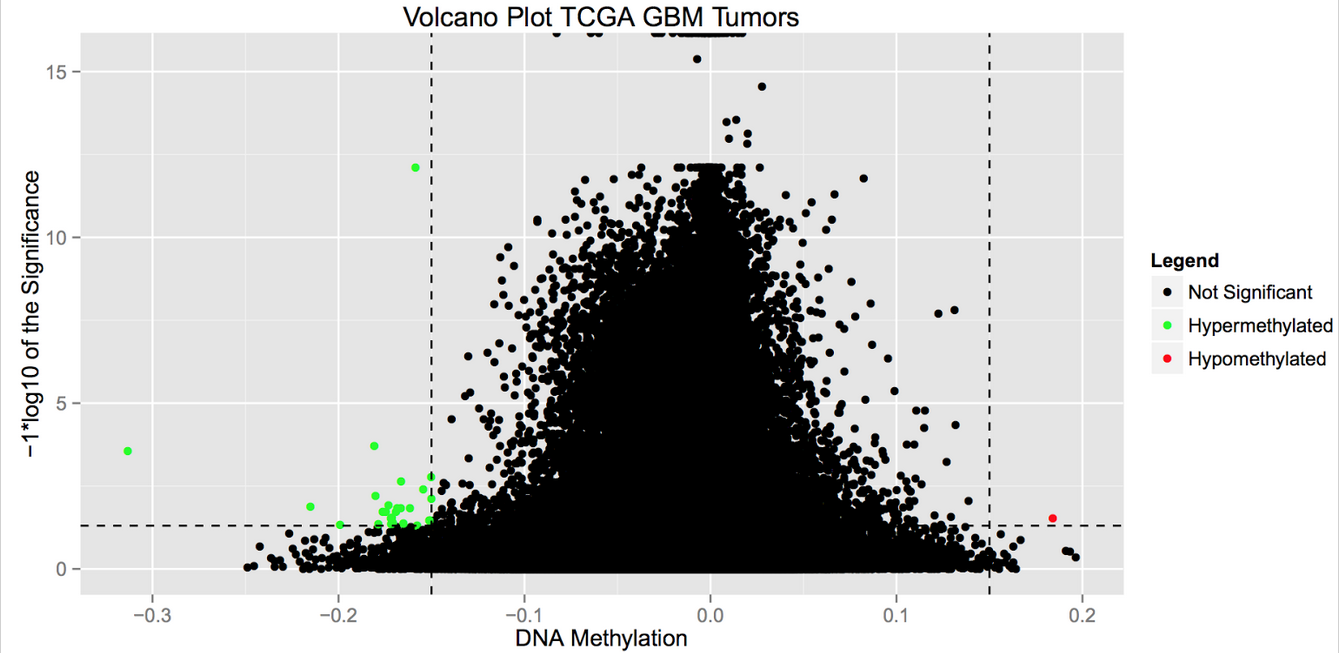 Volcano Plot TCGA GBM Tumors
−1*log10 of the Significance
15
10
5
0
−0.3
−0.2
−0.1
0.0
0.1
0.2
DNA Methylation
Legend
Not Significant
Hypermethylated
Hypomethylated